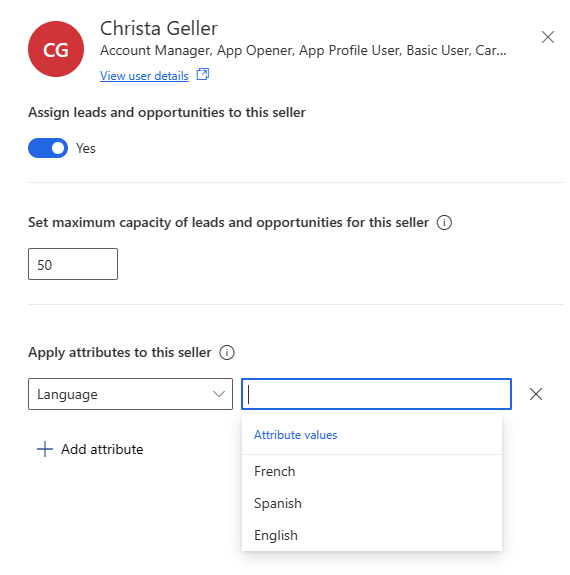 CG
Christa Geller
Account Manager, App Opener, App Profile User, Basic User, Car...
View user details
Assign leads and opportunities to this seller
Yes
Set maximum capacity of leads and opportunities for this seller
50
Apply attributes to this seller
Language
Attribute values
Add attribute
French
Spanish
English